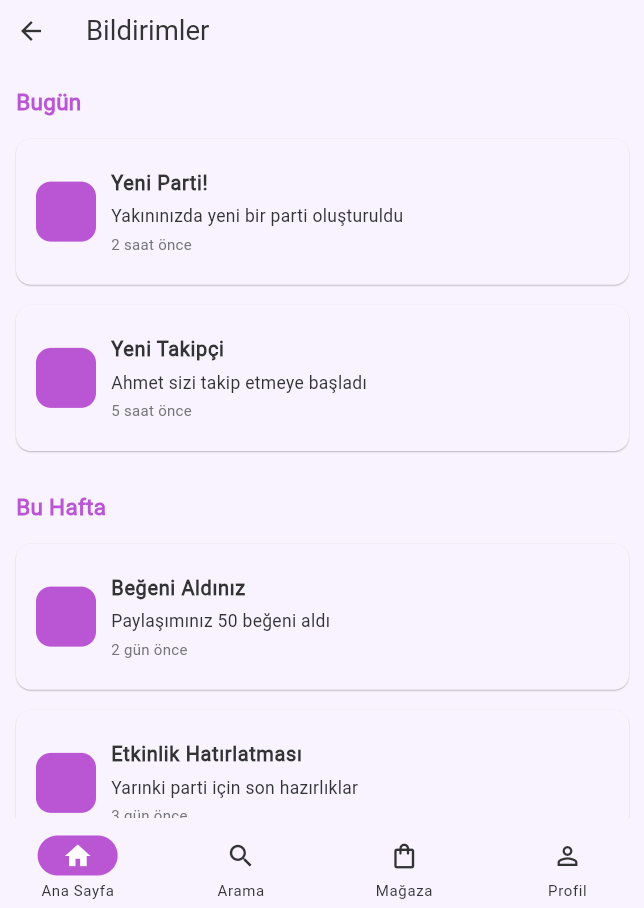 Bildirimler
Bugün
Yeni Parti!
Yakınınızda yeni bir parti oluşturuldu
2 saat önce
Yeni Takipçi
Ahmet sizi takip etmeye başladı
5 saat önce
Bu Hafta
Beğeni Aldınız
Paylaşımınız 50 beğeni aldı
2 gün önce
Etkinlik Hatırlatması
Yarınki parti için son hazırlıklar
3 gün önce
Ana Sayfa
Arama
Mağaza
Profil